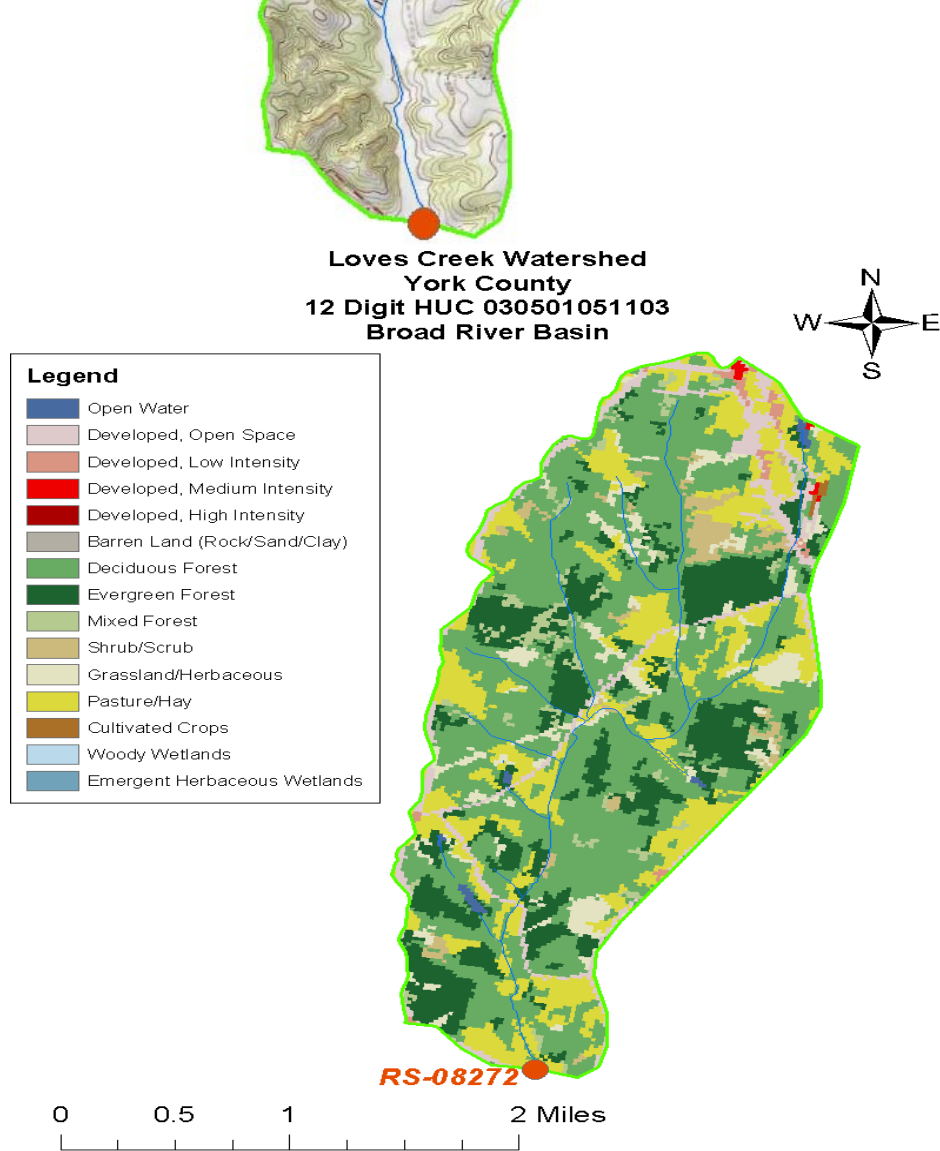 Loves Creek Watershed
York County
12 Digit HUC 030501051103
Broad River Basin
N
W E
S
Legend
Open Water
Developed, Open Space
Developed, Low Intensity
Developed, Medium Intensity
Developed, High Intensity
Barren Land (Rock/Sand/Clay)
Deciduous Forest
Evergreen Forest
Mixed Forest
Shrub/Scrub
Grassland/Herbaceous
Pasture/Hay
Cultivated Crops
Woody Wetlands
Emergent Herbaceous Wetlands
RS-08272
0 0.5 1 2 Miles